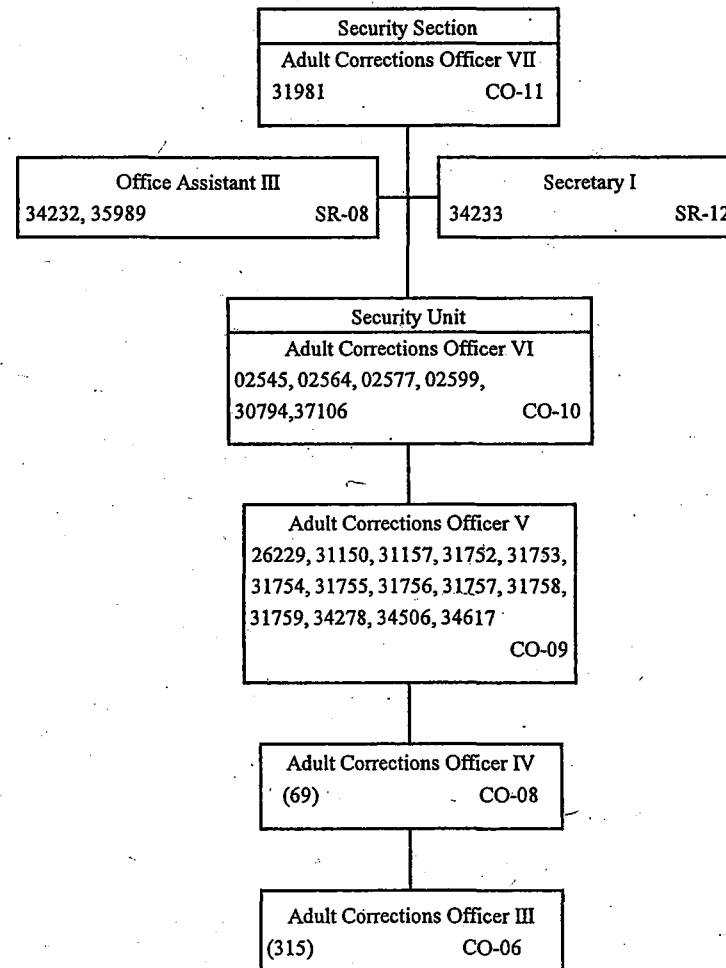 Security Section
Adult Corrections Officer VII
31981 CO-11
Office Assistant III
34232, 35989 SR-08
Secretary I
34233 SR-12
Security Unit
Adult Corrections Officer VI
02545, 02564, 02577, 02599,
30794,37106 CO-10
Adult Corrections Officer V
26229, 31150, 31157, 31752, 31753,
31754, 31755, 31756, 31757, 31758,
31759, 34278, 34506, 34617
CO-09
Adult Corrections Officer IV
(69) CO-08
Adult Corrections Officer III
(315) CO-06